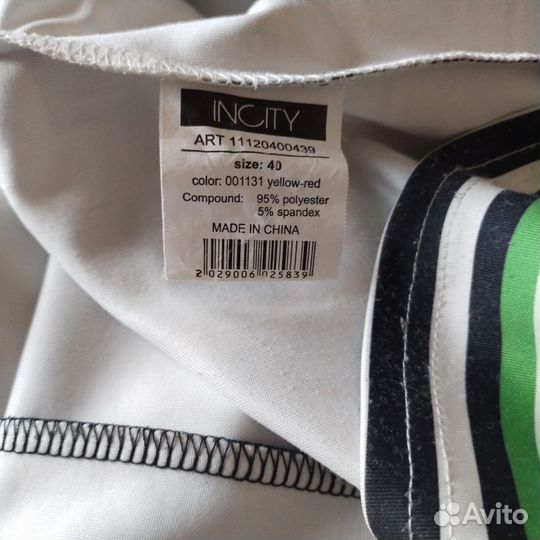 INCITY
ART 11120400439
size: 40
color: 001131 yellow-red
Compound: 95% polyester
5% spandex
MADE IN CHINA
2 029006 025839
Avito